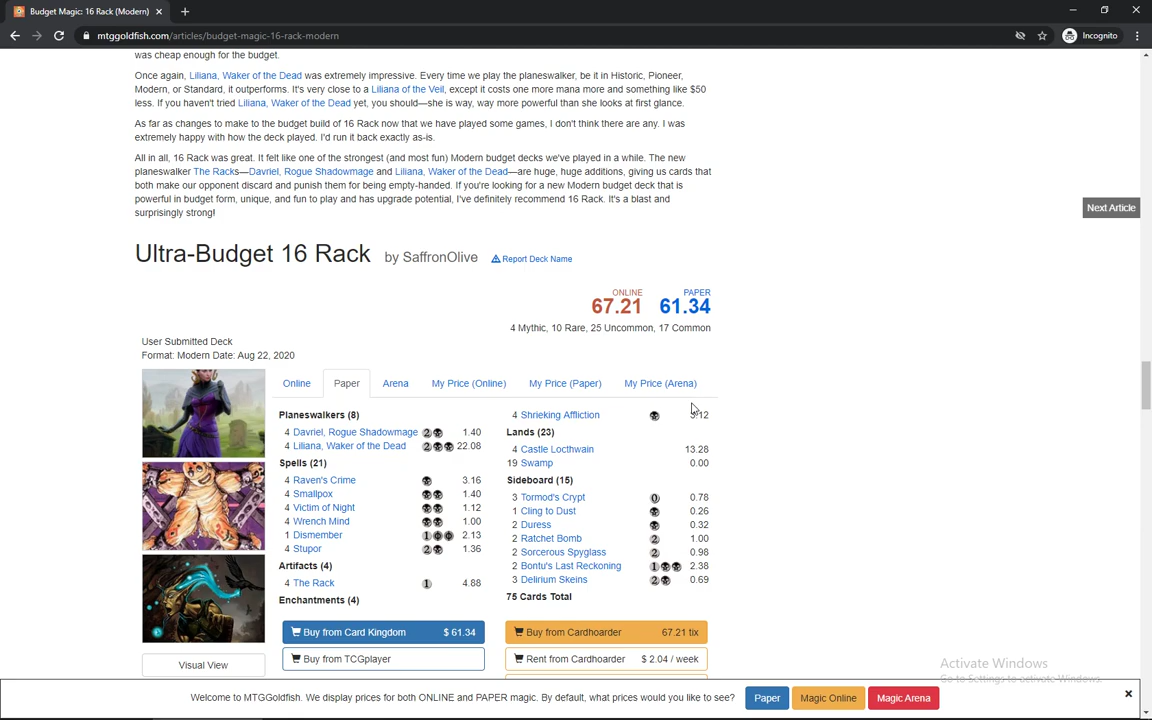 Budget Magic: 16 Rack (Modern)
mtggoldfish.com/articles/budget-magic-16-rack-modern
Incognito
was cheap enough for the budget.
Once again, Liliana, Waker of the Dead was extremely impressive. Every time we play the planeswalker, be it in Historic, Pioneer,
Modern, or Standard, it outperforms. It's very close to a Liliana of the Veil, except it costs one more mana more and something like $50
less. If you haven't tried Liliana, Waker of the Dead yet, you should—she is way, way more powerful than she looks at first glance.
As far as changes to make to the budget build of 16 Rack now that we have played some games, I don't think there are any. I was
extremely happy with how the deck played. I'd run it back exactly as-is.
All in all, 16 Rack was great. It felt like one of the strongest (and most fun) Modern budget decks we've played in a while. The new
planeswalker The Racks—Davriel, Rogue Shadowmage and Liliana, Waker of the Dead—are huge, huge additions, giving us cards that
both make our opponent discard and punish them for being empty-handed. If you're looking for a new Modern budget deck that is
powerful in budget form, unique, and fun to play and has upgrade potential, I've definitely recommend 16 Rack. It's a blast and
surprisingly strong!
Next Article
Ultra-Budget 16 Rack by SaffronOlive Report Deck Name
ONLINE PAPER
67.21 61.34
4 Mythic, 10 Rare, 25 Uncommon, 17 Common
User Submitted Deck
Format: Modern Date: Aug 22, 2020
Online Paper Arena My Price (Online) My Price (Paper) My Price (Arena)
Planeswalkers (8)
4 Davriel, Rogue Shadowmage 2 1.40
4 Liliana, Waker of the Dead 2 22.08
Spells (21)
4 Raven's Crime 3.16
4 Smallpox 1.40
4 Victim of Night 1.12
4 Wrench Mind 1.00
1 Dismember 1 2.13
4 Stupor 2 1.36
Artifacts (4)
4 The Rack 1 4.88
Enchantments (4)
4 Shrieking Affliction .12
Lands (23)
4 Castle Locthwain 13.28
19 Swamp 0.00
Sideboard (15)
3 Tormod's Crypt 0 0.78
1 Cling to Dust 0.26
2 Duress 0.32
2 Ratchet Bomb 2 1.00
2 Sorcerous Spyglass 2 0.98
2 Bontu's Last Reckoning 1 2.38
3 Delirium Skeins 2 0.69
75 Cards Total
Buy from Card Kingdom $ 61.34
Buy from Cardhoarder 67.21 tix
Buy from TCGplayer
Rent from Cardhoarder $ 2.04 / week
Visual View
Activate Windows
Go to Settings to activate Windows.
Welcome to MTGGoldfish. We display prices for both ONLINE and PAPER magic. By default, what prices would you like to see? Paper Magic Online Magic Arena